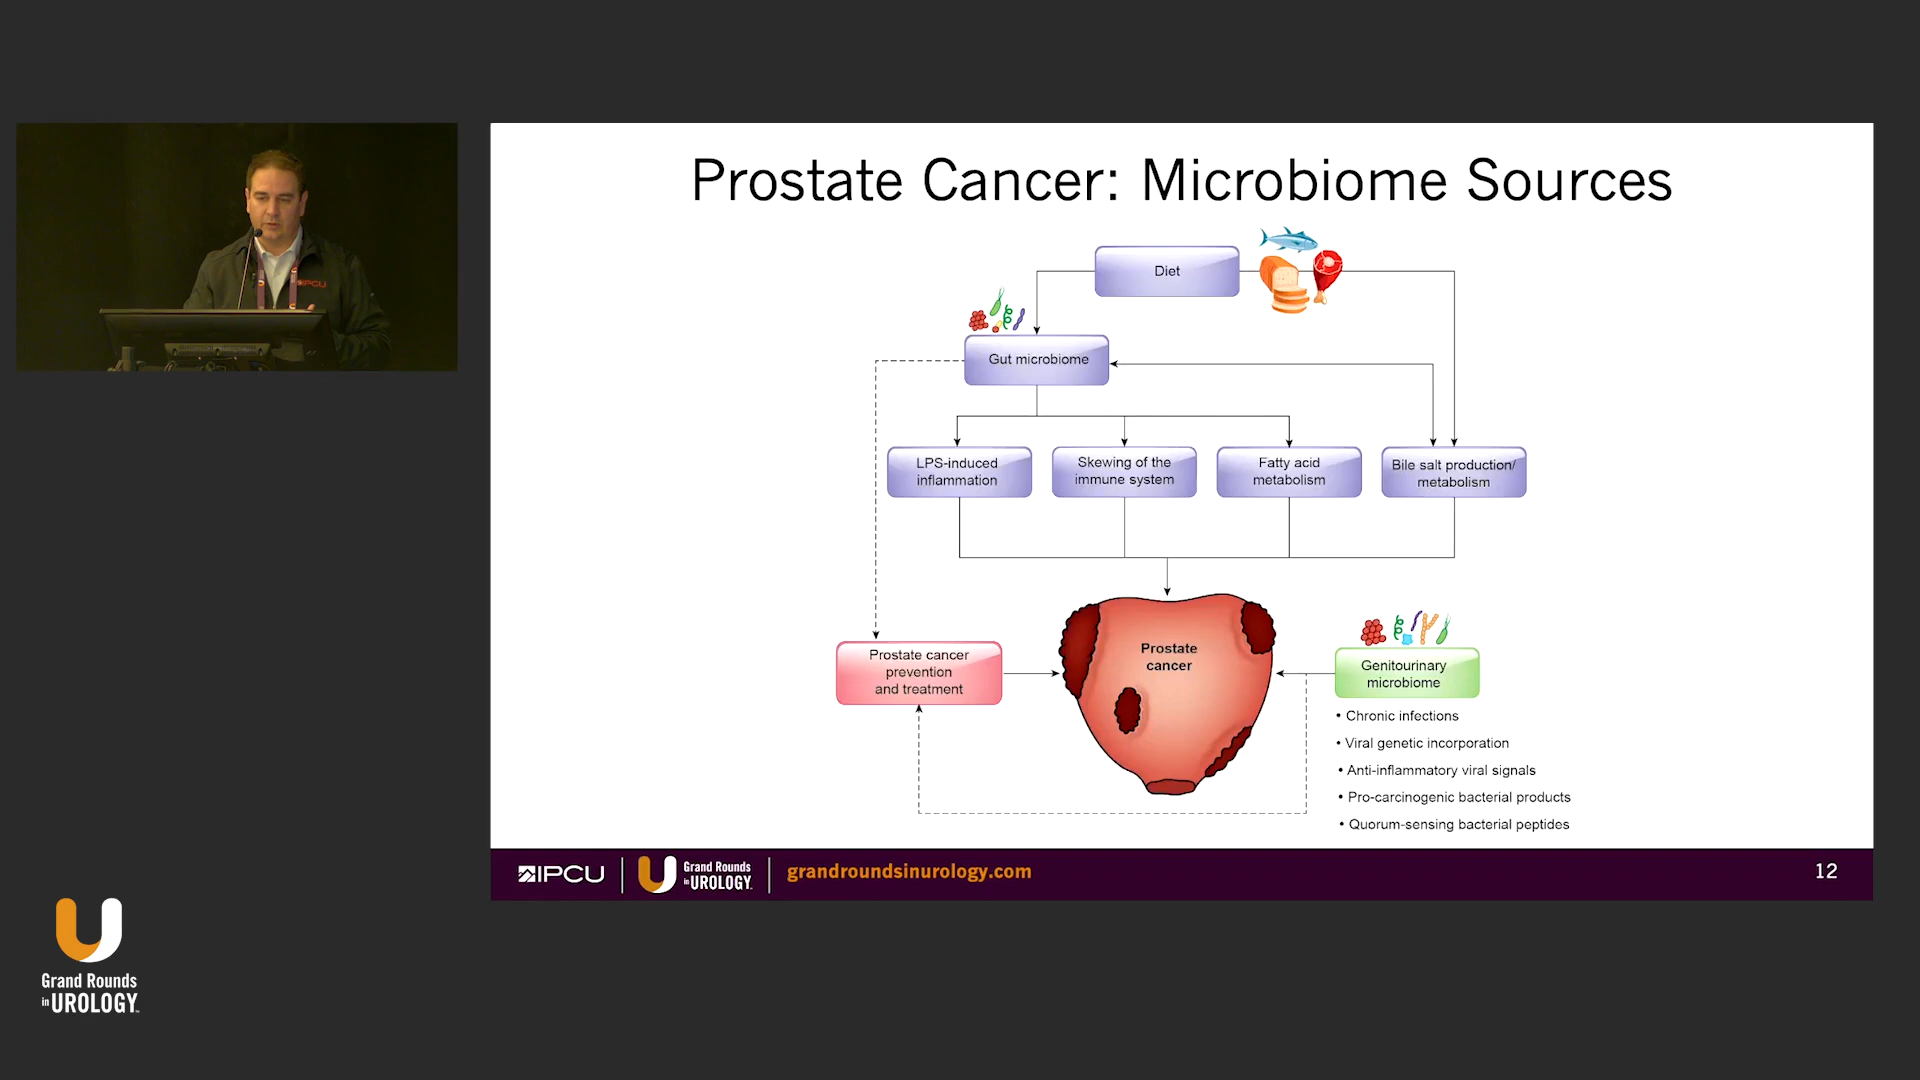 Prostate Cancer: Microbiome Sources
Diet
Gut microbiome
LPS-induced
inflammation
Skewing of the
immune system
Fatty acid
metabolism
Bile salt production/
metabolism
Prostate cancer
prevention
and treatment
Prostate
cancer
Genitourinary
microbiome
• Chronic infections
• Viral genetic incorporation
• Anti-inflammatory viral signals
• Pro-carcinogenic bacterial products
• Quorum-sensing bacterial peptides
IPCU
Grand Rounds
in UROLOGY
grandroundsinurology.com
12
IPCU
Grand Rounds
in UROLOGY